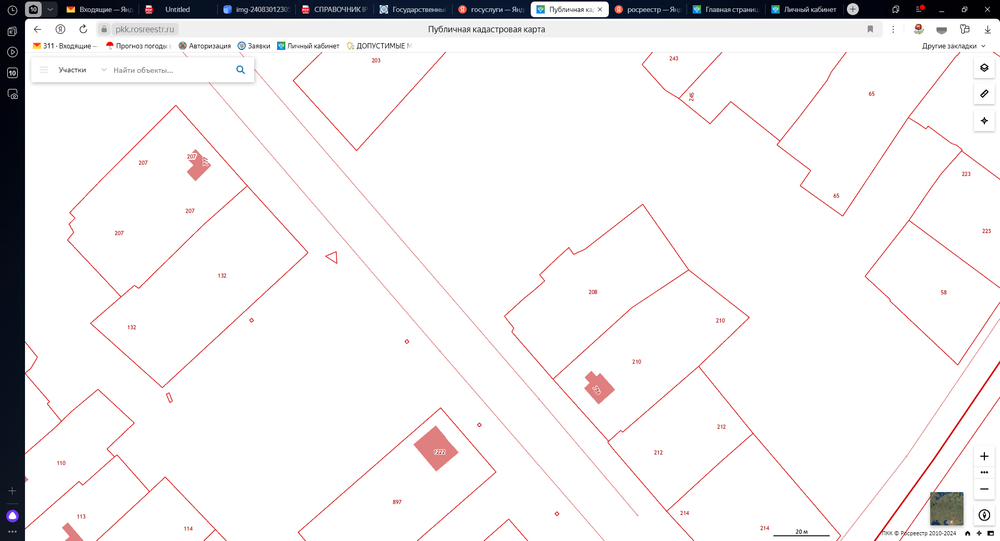 10
Входящие — Янд
Untitled
img-24083012305
СПРАВОЧНИК IP
Государственный
госуслуги — Янд
Публичная ка
росреестр — Янд
Главная страниц
Личный кабинет
pkk.rosreestr.ru
Публичная кадастровая карта
311 · Входящие —
Прогноз погоды в
Авторизация
Заявки
Личный кабинет
ДОПУСТИМЫЕ М
Другие закладки
10
Участки
Найти объекты...
203
243
245
65
65
223
223
58
207
207
777
207
207
132
132
208
210
210
786
212
212
214
214
1222
897
110
113
114
20 м
ПКК © Росреестр 2010-2024